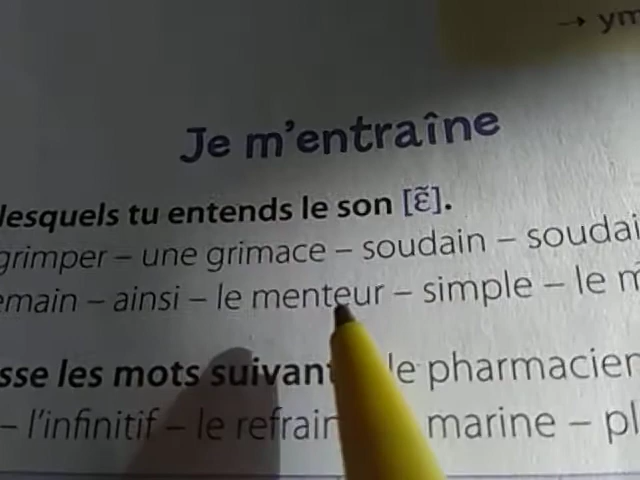 → ym
Je m'entraîne
lesquels tu entends le son [ɛ̃].
grimper – une grimace – soudain – soudai
emain – ainsi – le menteur – simple – le m
sse les mots suivant le pharmacien
– l'infinitif – le refrain marine – pl